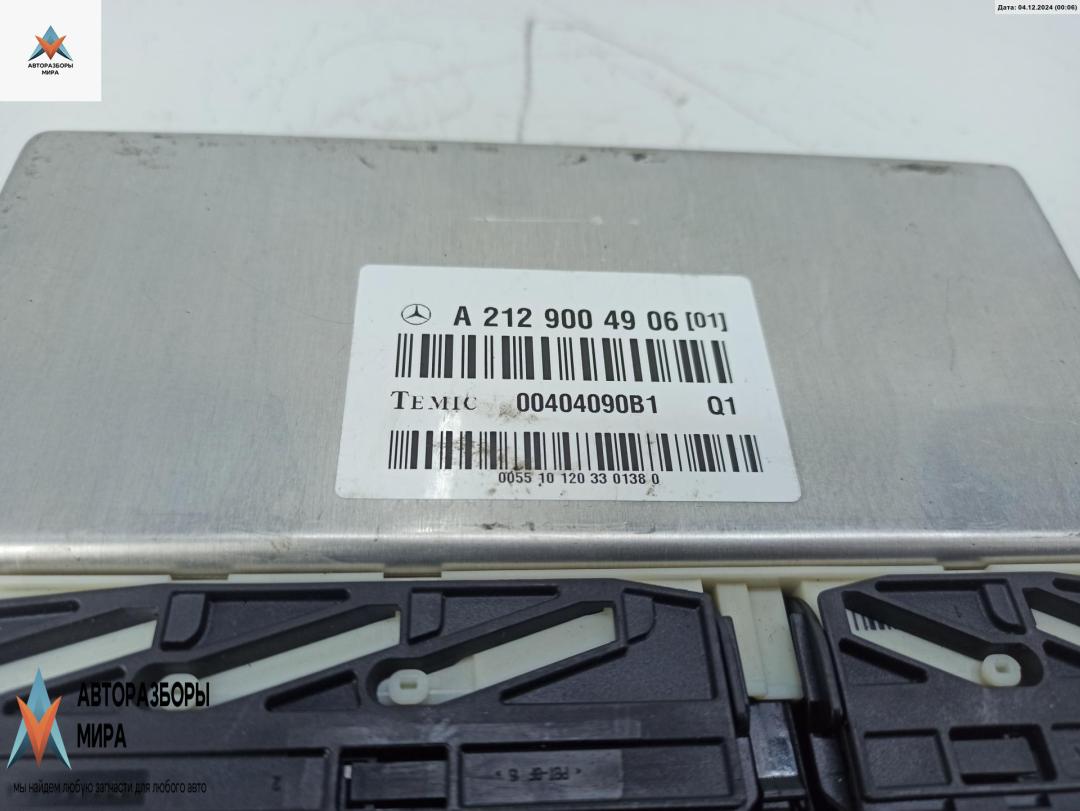 Дата: 04.12.2024 (00:06)
АВТОРАЗБОРЫ
МИРА
A 212 900 49 06 [01]
TEMIC 00404090B1 Q1
0055 10 120 33 0138 0
АВТОРАЗБОРЫ
МИРА
мы найдем любую запчасти для любого авто